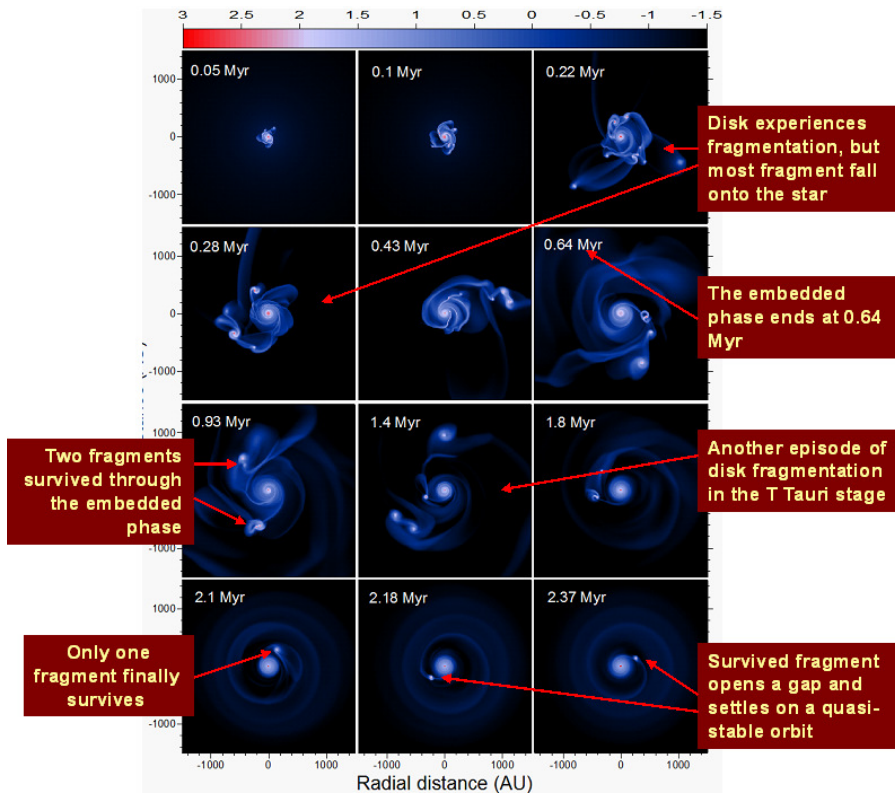 3 2.5 2 1.5 1 0.5 0 -0.5 -1 -1.5
1000
0
-1000
0.05 Myr
0.1 Myr
0.22 Myr
Disk experiences
fragmentation, but
most fragment fall
onto the star
1000
0
-1000
0.28 Myr
0.43 Myr
0.64 Myr
The embedded
phase ends at 0.64
Myr
1000
0
-1000
0.93 Myr
1.4 Myr
1.8 Myr
Two fragments
survived through
the embedded
phase
Another episode of
disk fragmentation
in the T Tauri stage
1000
0
-1000
2.1 Myr
2.18 Myr
2.37 Myr
Only one
fragment finally
survives
Survived fragment
opens a gap and
settles on a quasi-
stable orbit
-1000 0 1000 -1000 0 1000 -1000 0 1000
Radial distance (AU)